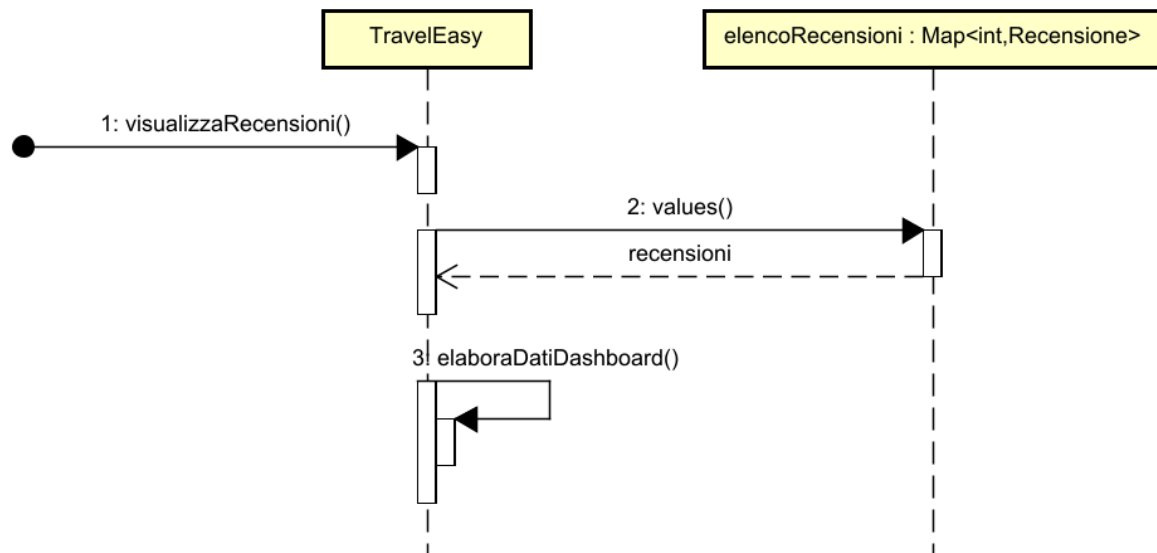 TravelEasy
elencoRecensioni : Map<int,Recensione>
1: visualizzaRecensioni()
2: values()
recensioni
3: elaboraDatiDashboard()